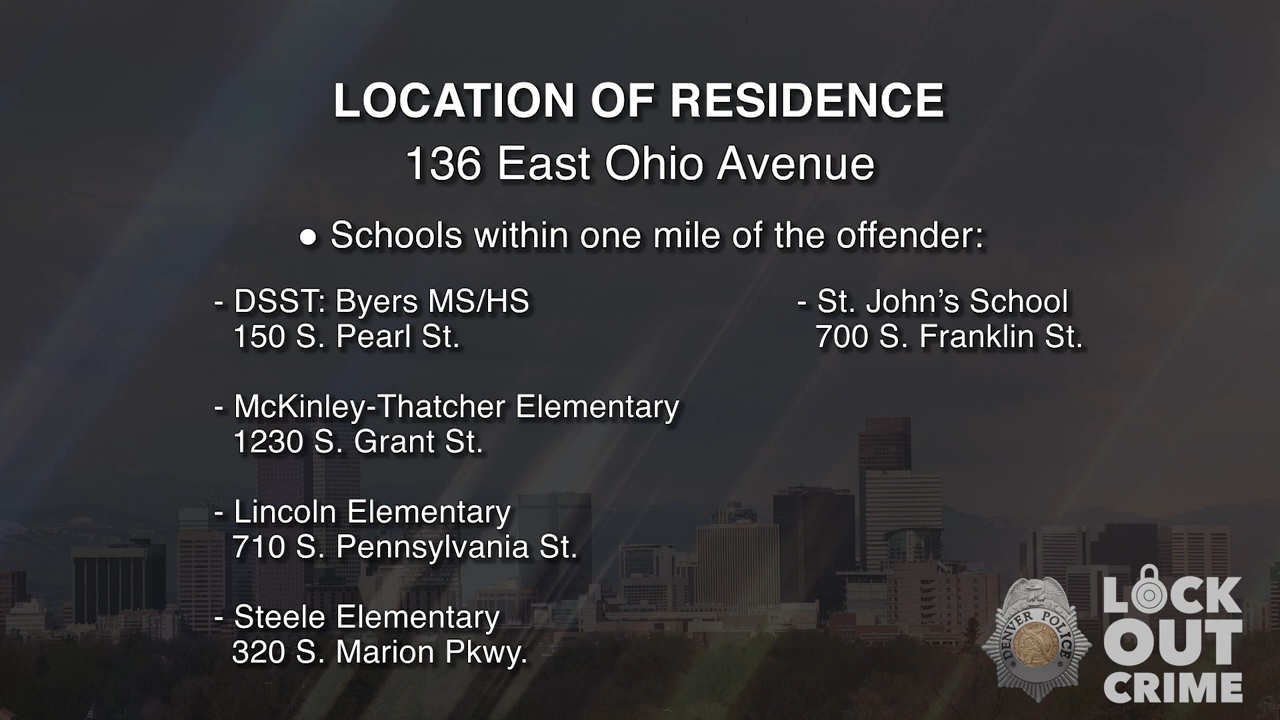 LOCATION OF RESIDENCE
136 East Ohio Avenue
● Schools within one mile of the offender:
- DSST: Byers MS/HS
150 S. Pearl St.
- McKinley-Thatcher Elementary
1230 S. Grant St.
- Lincoln Elementary
710 S. Pennsylvania St.
- Steele Elementary
320 S. Marion Pkwy.
- St. John’s School
700 S. Franklin St.
DENVER POLICE
LOCK
OUT
CRIME